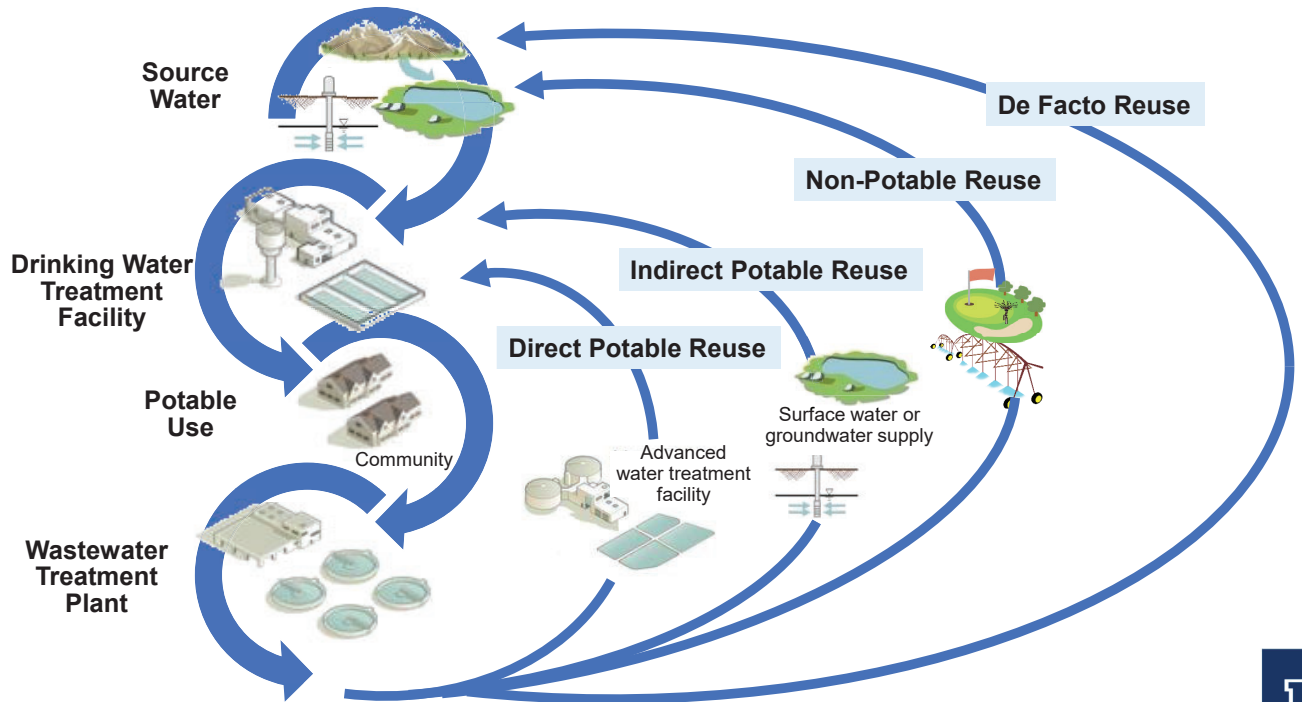 Source
Water
De Facto Reuse
Non-Potable Reuse
Drinking Water
Treatment
Facility
Indirect Potable Reuse
Direct Potable Reuse
Potable
Use
Community
Surface water or
groundwater supply
Advanced
water treatment
facility
Wastewater
Treatment
Plant